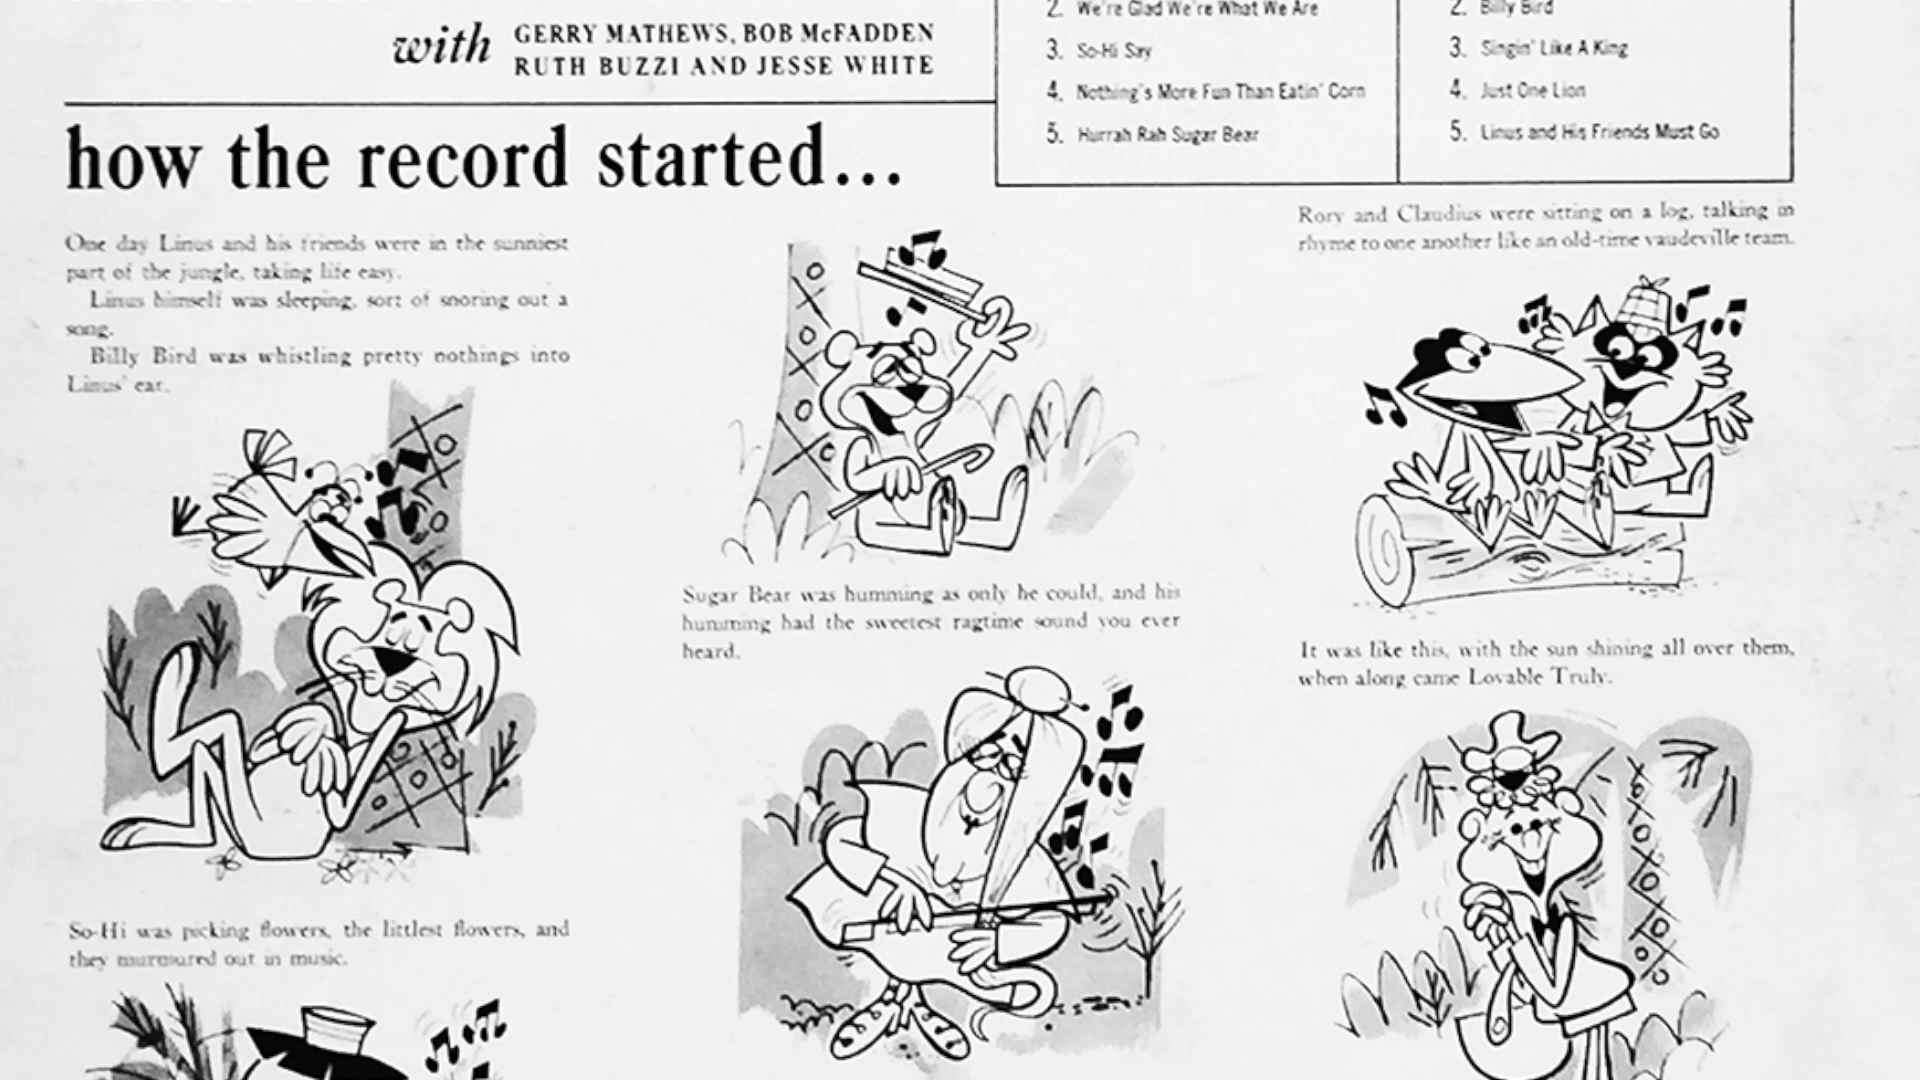 with GERRY MATHEWS, BOB McFADDEN
RUTH BUZZI AND JESSE WHITE
2. We're Glad We're What We Are
3. So-Hi Say
4. Nothing's More Fun Than Eatin' Corn
5. Hurrah Rah Sugar Bear
2. Billy Bird
3. Singin' Like A King
4. Just One Lion
5. Linus and His Friends Must Go
how the record started...
One day Linus and his friends were in the sunniest
part of the jungle, taking life easy.
Linus himself was sleeping, sort of snoring out a
song.
Billy Bird was whistling pretty nothings into
Linus' ear.
So-Hi was picking flowers, the littlest flowers, and
they murmured out in music.
Sugar Bear was humming as only he could, and his
humming had the sweetest ragtime sound you ever
heard.
Rory and Claudius were sitting on a log, talking in
rhyme to one another like an old-time vaudeville team.
It was like this, with the sun shining all over them,
when along came Lovable Truly.